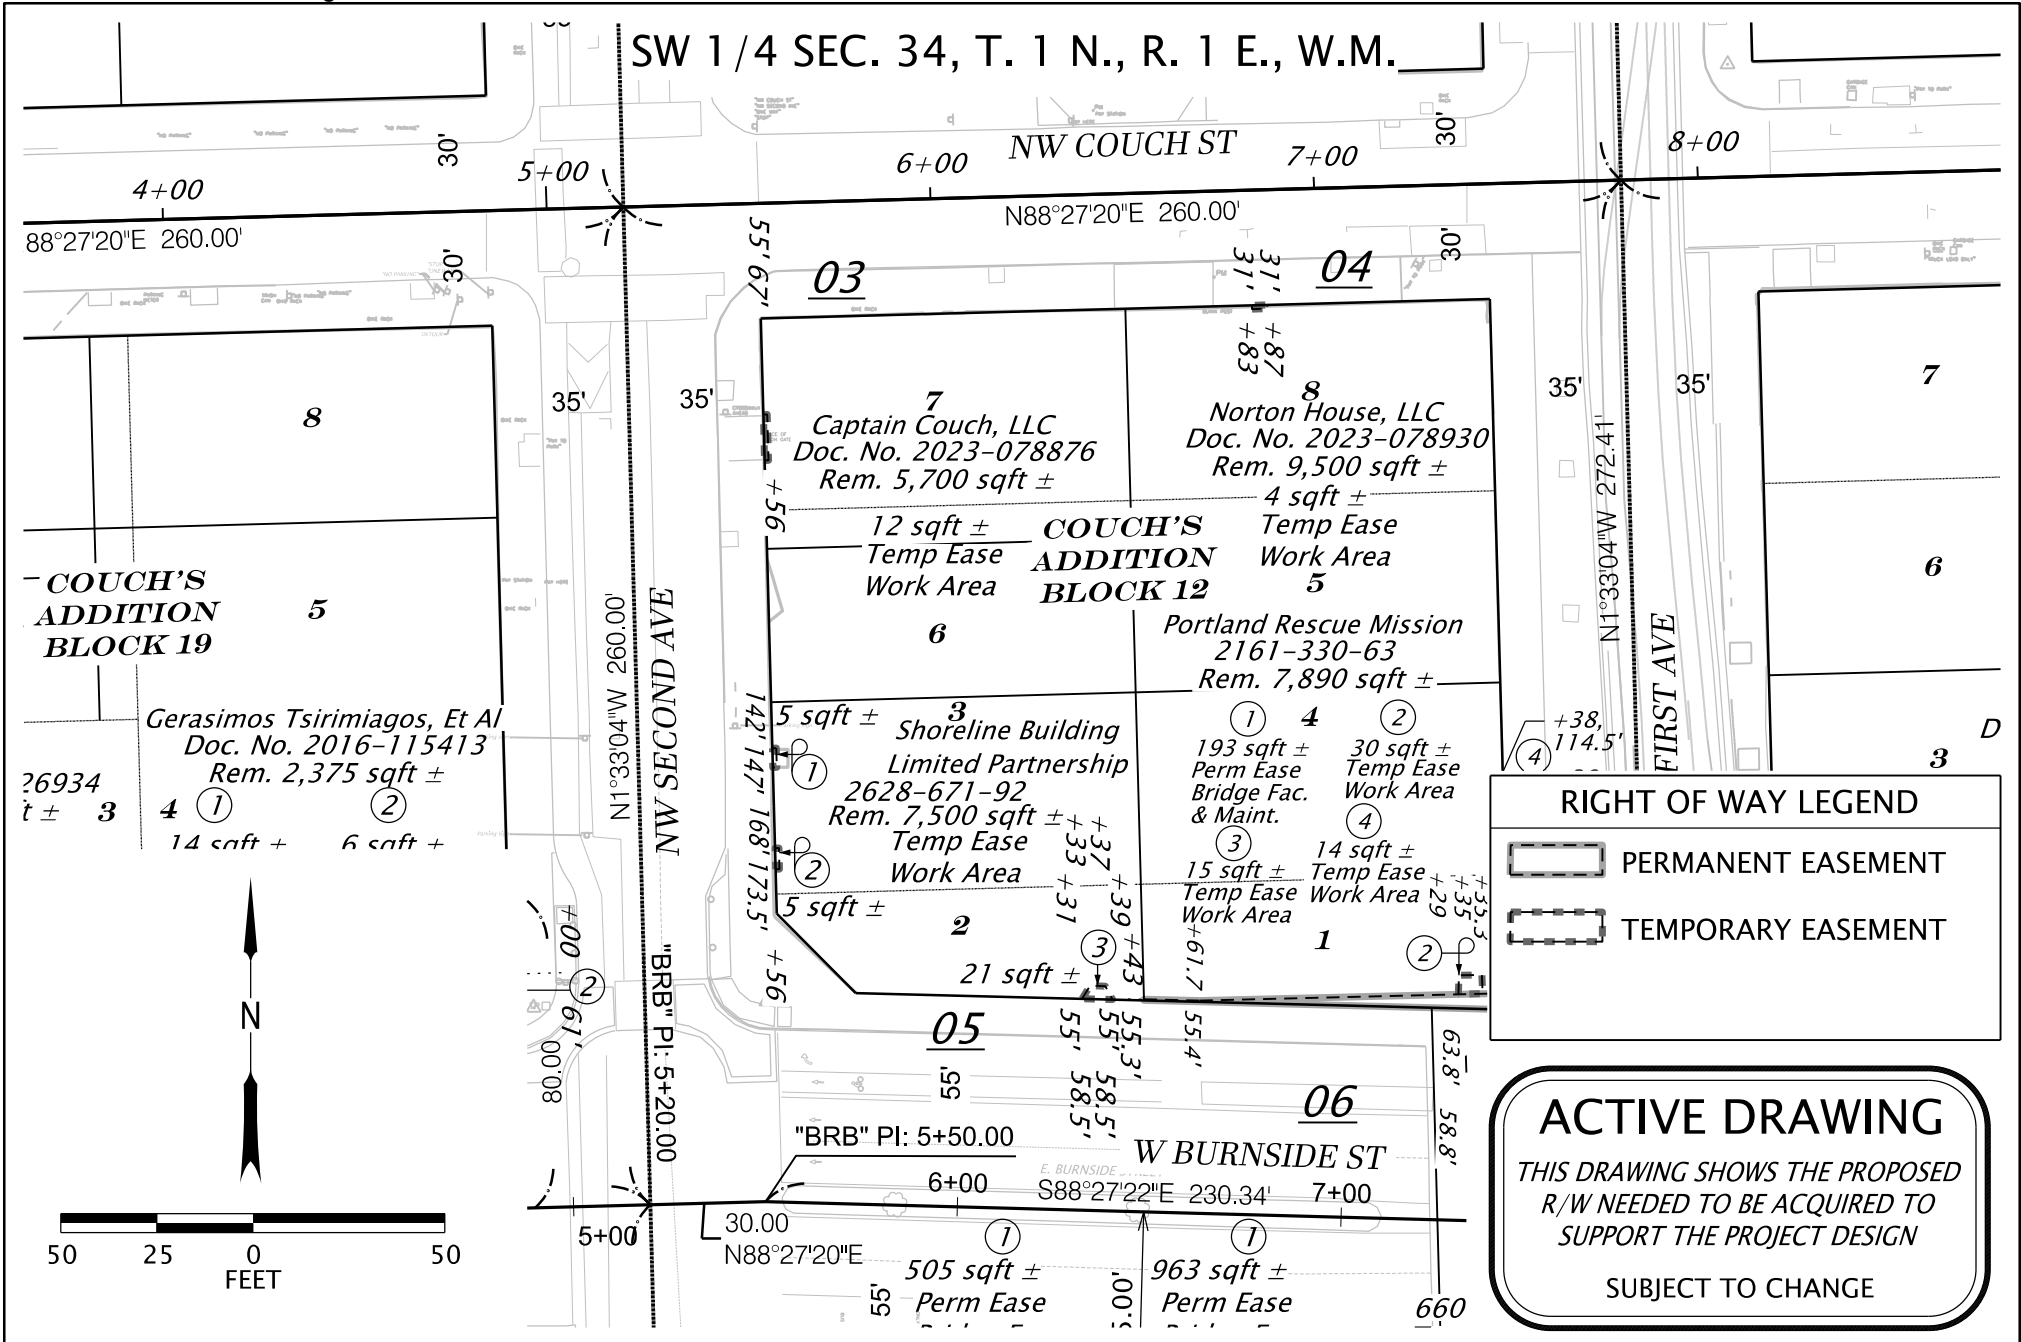 SW 1/4 SEC. 34, T. 1 N., R. 1 E., W.M.
NW COUCH ST
4+00
5+00
6+00
7+00
8+00
30'
30'
30'
30'
88°27'20"E 260.00'
N88°27'20"E 260.00'
55' 67'
03
31'
31'
04
+83
+87
35'
35'
35'
35'
8
7
Captain Couch, LLC
Doc. No. 2023-078876
Rem. 5,700 sqft ±
+56
12 sqft ±
Temp Ease
Work Area
8
Norton House, LLC
Doc. No. 2023-078930
Rem. 9,500 sqft ±
4 sqft ±
Temp Ease
Work Area
7
6
3
COUCH'S
ADDITION
BLOCK 12
COUCH'S
ADDITION
BLOCK 19
5
6
5
Portland Rescue Mission
2161-330-63
Rem. 7,890 sqft ±
1
4
2
193 sqft ±
Perm Ease
Bridge Fac.
& Maint.
30 sqft ±
Temp Ease
Work Area
3
15 sqft ±
Temp Ease
Work Area
4
14 sqft ±
Temp Ease
Work Area
1
2
+29
+35
+35.3
N1°33'04"W 260.00'
NW SECOND AVE
N1°33'04"W 272.41'
FIRST AVE
+38,
114.5'
4
D
Gerasimos Tsirimiagos, Et Al
Doc. No. 2016-115413
Rem. 2,375 sqft ±
26934
t ±
3
4
1
2
14 sqft ±
6 sqft ±
142' 147' 168' 173.5'
+56
5 sqft ±
3
Shoreline Building
Limited Partnership
2628-671-92
Rem. 7,500 sqft ±
Temp Ease
Work Area
1
2
5 sqft ±
2
21 sqft ±
3
+33 +31
+37 +39 +43
+61.7 55.4'
55' 58.5'
55' 58.5'
55.3'
63.8' 58.8'
05
55'
06
W BURNSIDE ST
E. BURNSIDE
"BRB" PI: 5+50.00
"BRB" PI: 5+20.00
+00 61'
2
80.00
5+00
6+00
7+00
S88°27'22"E 230.34'
30.00
N88°27'20"E
1
505 sqft ±
Perm Ease
55'
1
963 sqft ±
Perm Ease
660
N
50 25 0 50
FEET
RIGHT OF WAY LEGEND
PERMANENT EASEMENT
TEMPORARY EASEMENT
ACTIVE DRAWING
THIS DRAWING SHOWS THE PROPOSED
R/W NEEDED TO BE ACQUIRED TO
SUPPORT THE PROJECT DESIGN
SUBJECT TO CHANGE